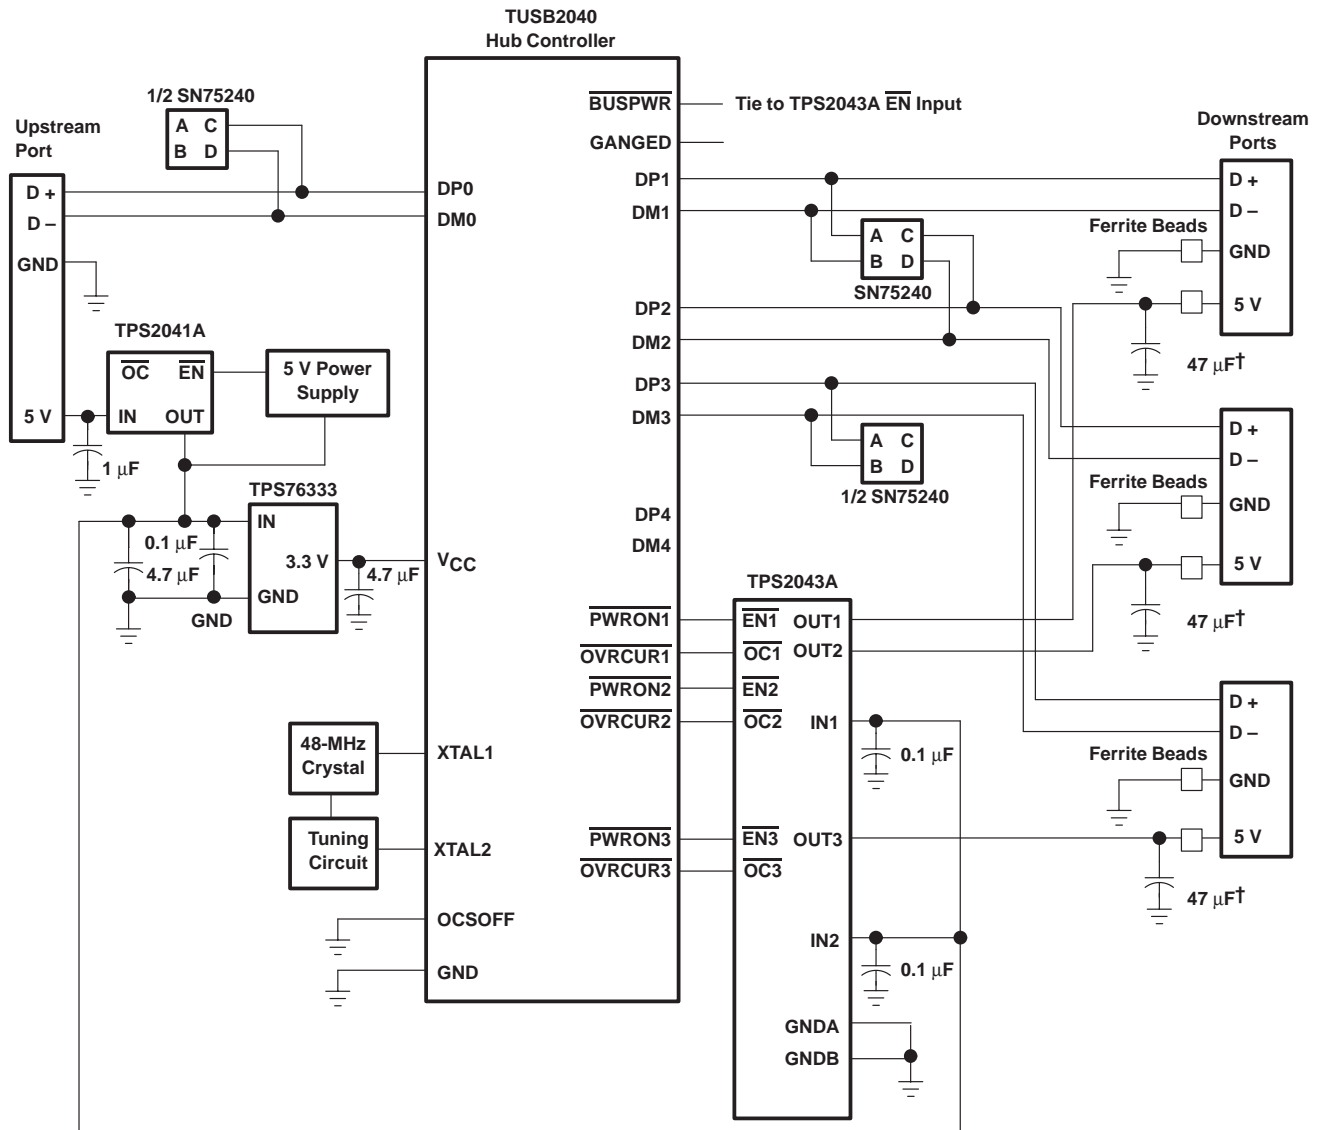 TUSB2040
Hub Controller
1/2 SN75240
A C
B D
Upstream
Port
D +
D –
GND
5 V
DP0
DM0
BUSPWR
Tie to TPS2043A EN Input
GANGED
DP1
DM1
A C
B D
SN75240
DP2
DM2
DP3
DM3
A C
B D
1/2 SN75240
DP4
DM4
Downstream
Ports
D +
D –
Ferrite Beads
GND
5 V
47 μF†
D +
D –
Ferrite Beads
GND
5 V
47 μF†
D +
D –
Ferrite Beads
GND
5 V
47 μF†
TPS2041A
OC EN
IN OUT
5 V Power
Supply
1 μF
TPS76333
IN
3.3 V
GND
0.1 μF
4.7 μF
GND
4.7 μF
VCC
TPS2043A
PWRON1
EN1 OUT1
OVRCUR1
OC1 OUT2
PWRON2
EN2
OVRCUR2
OC2 IN1
0.1 μF
48-MHz
Crystal
XTAL1
Tuning
Circuit
XTAL2
PWRON3
EN3 OUT3
OVRCUR3
OC3
OCSOFF
IN2
0.1 μF
GND
GNDA
GNDB